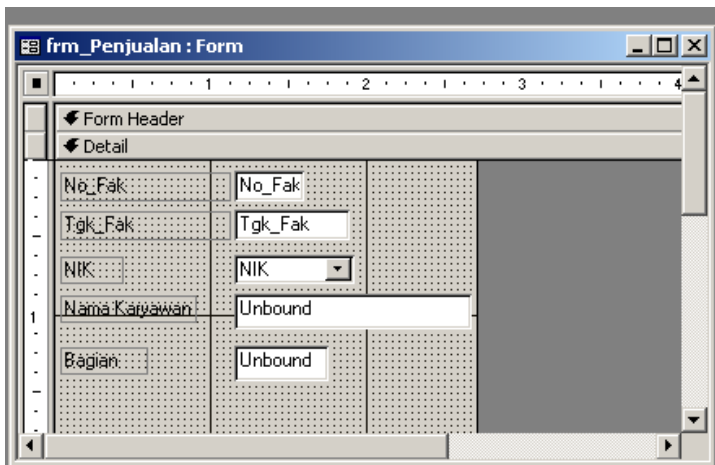 frm_Penjualan : Form
1 2 3 4
Form Header
Detail
No_Fak No_Fak
Tgk_Fak Tgk_Fak
NIK NIK
1
Nama Karyawan Unbound
Bagian Unbound